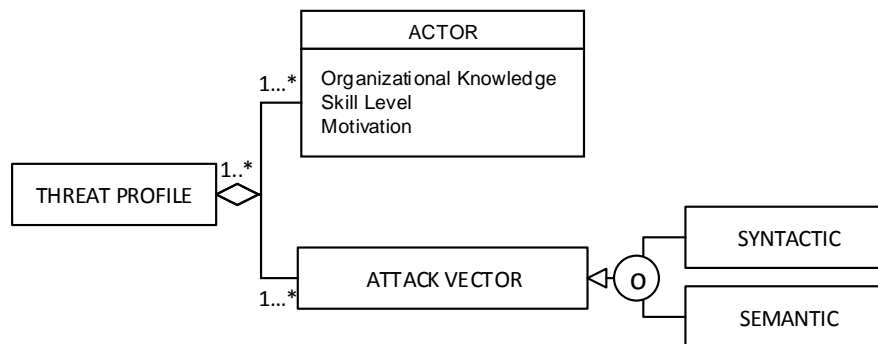 ACTOR
1...*
Organizational Knowledge
Skill Level
Motivation
1..*
THREAT PROFILE
SYNTACTIC
ATTACK VECTOR
o
1...*
SEMANTIC